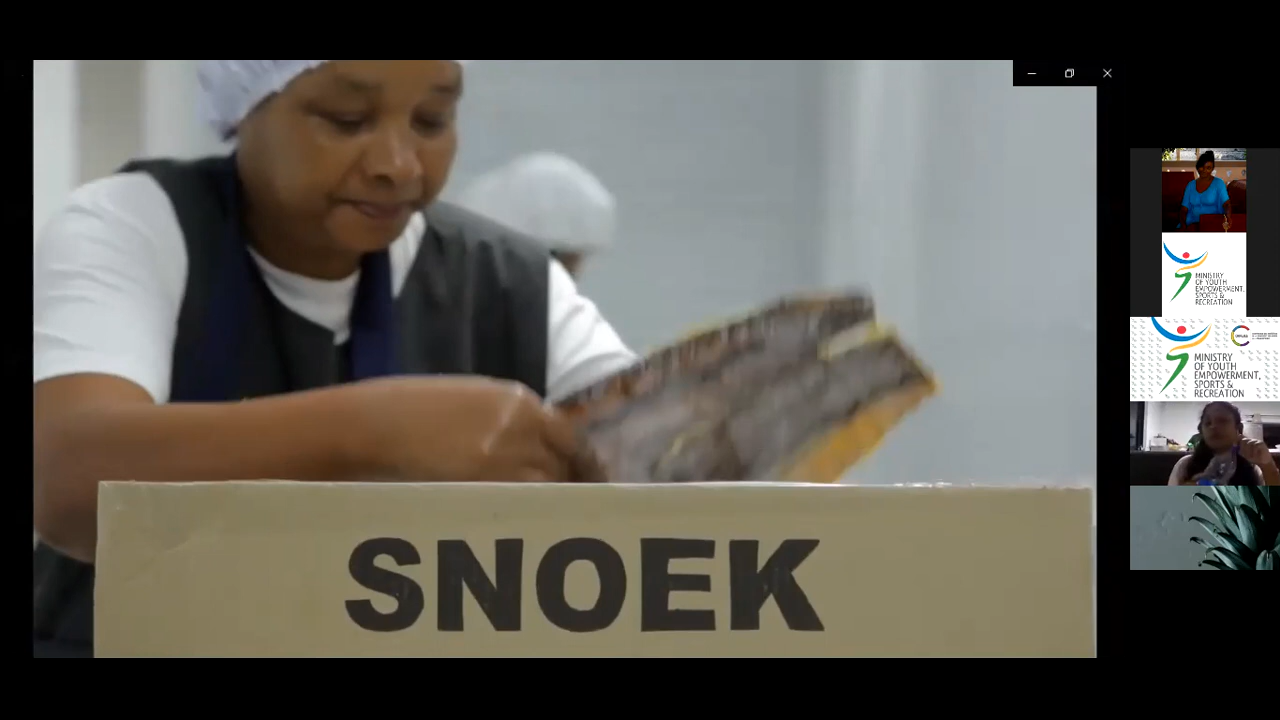 SNOEK
MINISTRY
OF YOUTH
EMPOWERMENT,
SPORTS &
RECREATION
MINISTRY
OF YOUTH
EMPOWERMENT,
SPORTS &
RECREATION